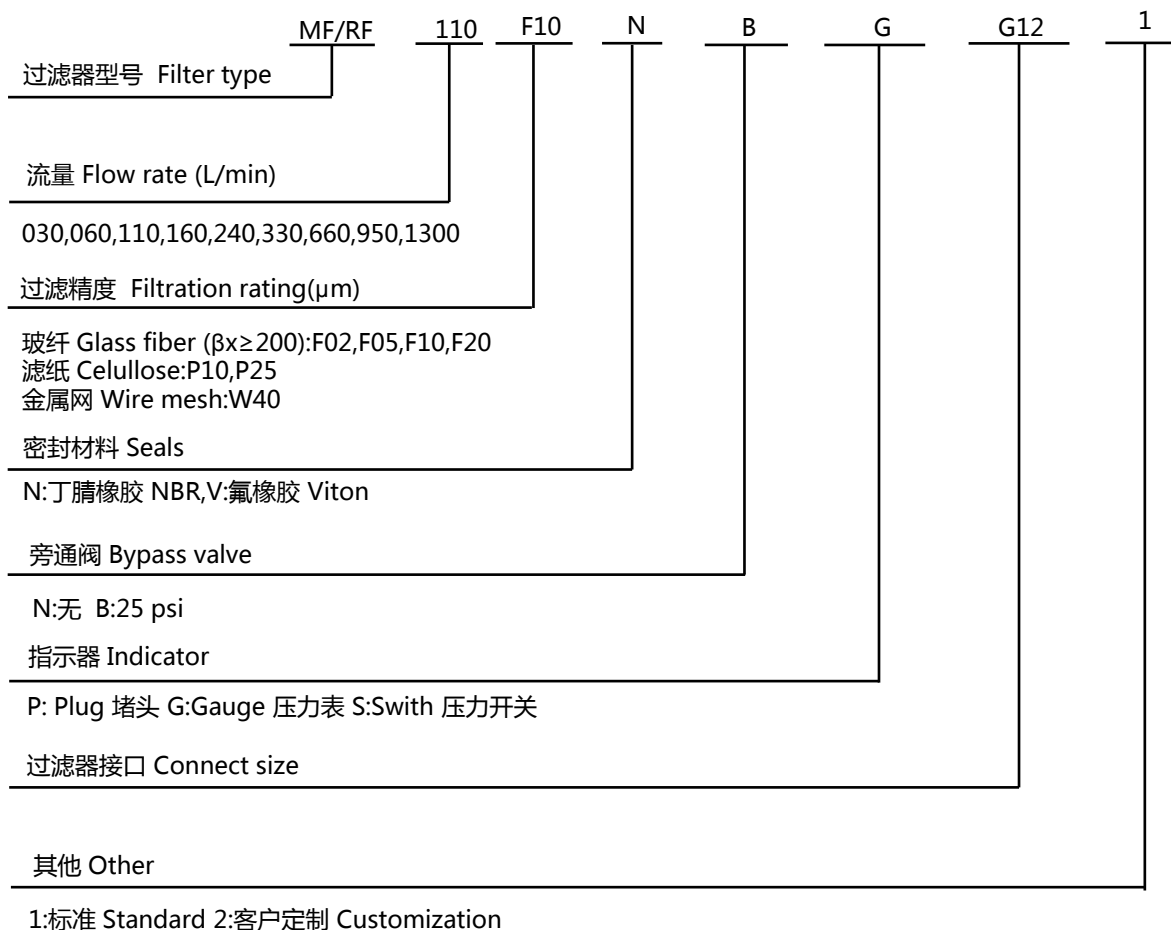 MF/RF 110 F10 N B G G12 1
过滤器型号 Filter type
流量 Flow rate (L/min)
030,060,110,160,240,330,660,950,1300
过滤精度 Filtration rating(μm)
玻纤 Glass fiber (βx≥200):F02,F05,F10,F20
滤纸 Celullose:P10,P25
金属网 Wire mesh:W40
密封材料 Seals
N:丁腈橡胶 NBR,V:氟橡胶 Viton
旁通阀 Bypass valve
N:无 B:25 psi
指示器 Indicator
P: Plug 堵头 G:Gauge 压力表 S:Swith 压力开关
过滤器接口 Connect size
其他 Other
1:标准 Standard 2:客户定制 Customization